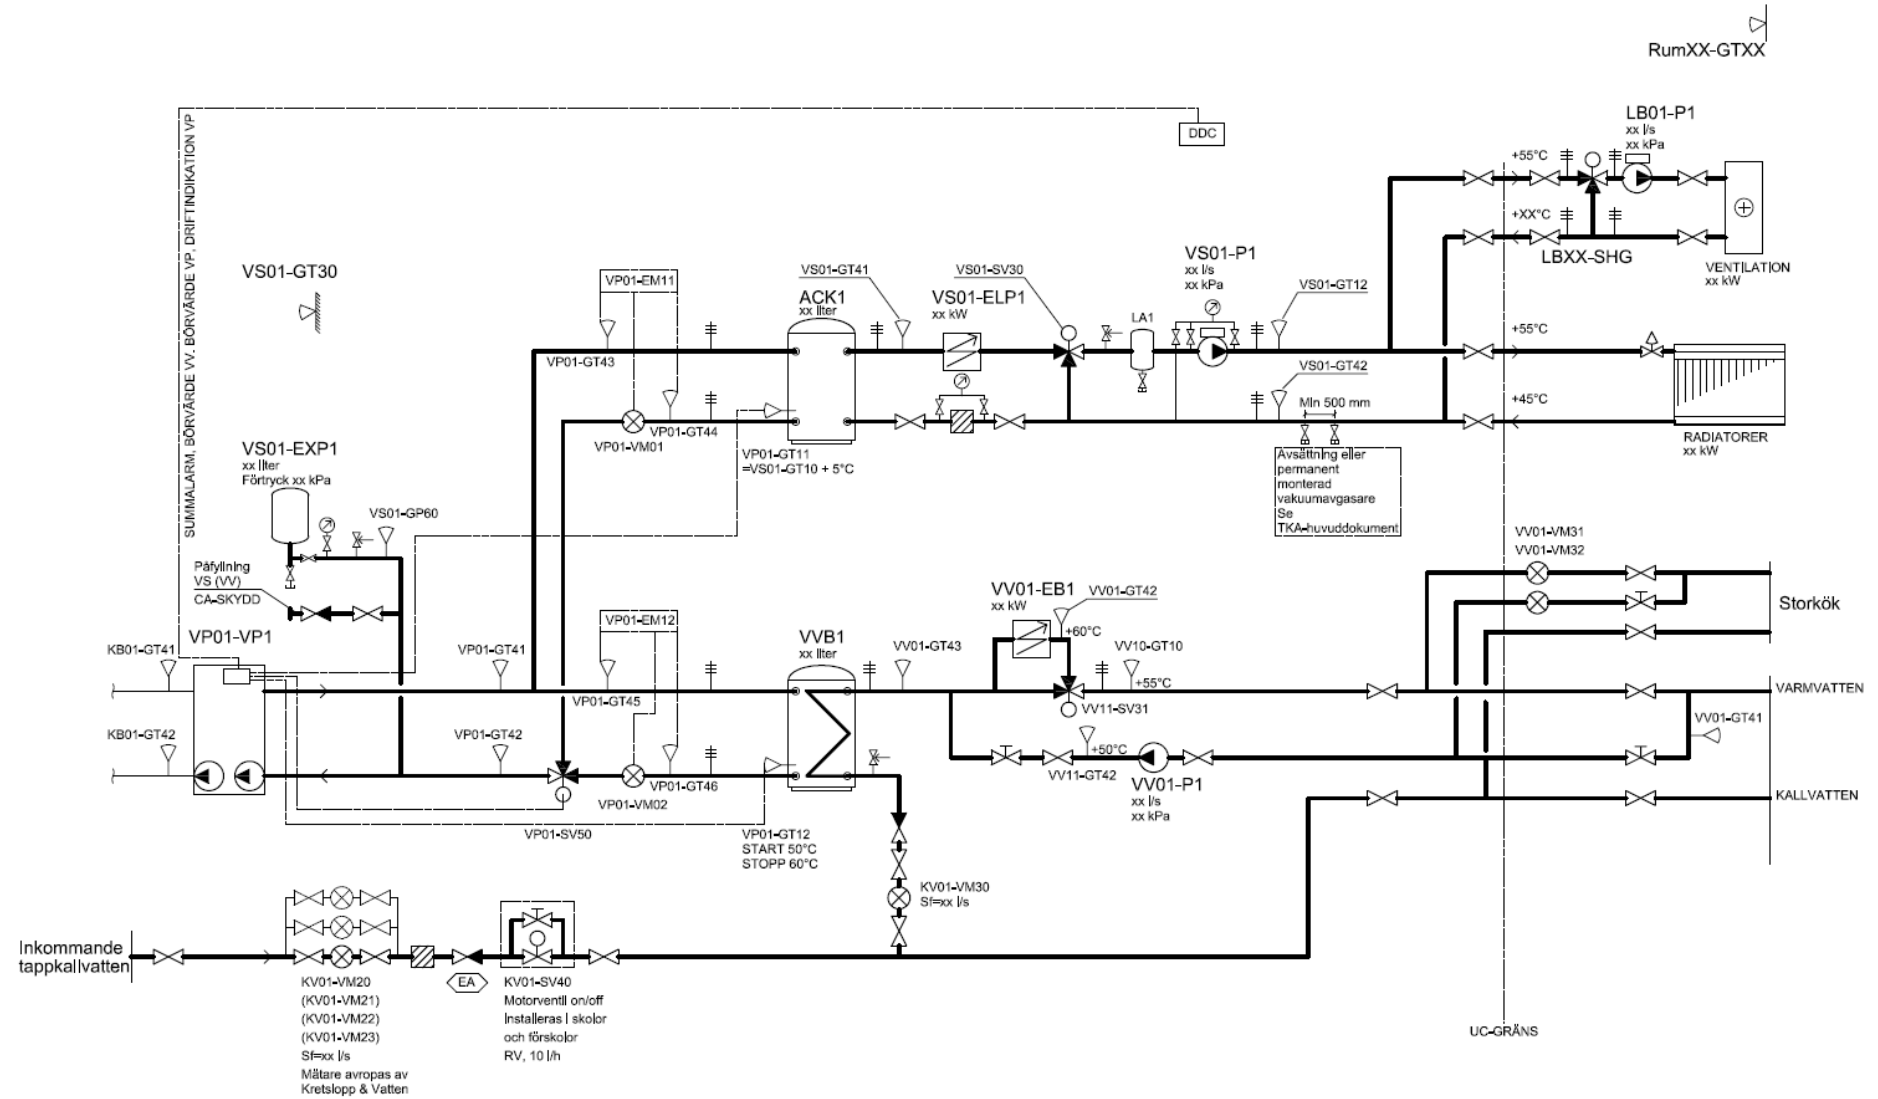 RumXX-GTXX
DDC
LB01-P1
xx l/s
xx kPa
SUMMALARM, BÖRVÄRDE VV, BÖRVÄRDE VP, DRIFTINDIKATION VP
+55°C
+XX°C
LBXX-SHG
VENTILATION
xx kW
VS01-GT30
VP01-EM11
VP01-GT43
VP01-VM01
VP01-GT44
ACK1
xx liter
VS01-GT41
VS01-ELP1
xx kW
VS01-SV30
LA1
VS01-P1
xx l/s
xx kPa
VS01-GT12
VS01-GT42
Min 500 mm
Avsättning eller
permanent
monterad
vakuumavgasare
Se
TKA-huvuddokument
+55°C
+45°C
RADIATORER
xx kW
VP01-GT11
=VS01-GT10 + 5°C
VS01-EXP1
xx liter
Förtryck xx kPa
VS01-GP60
Påfyllning
VS (VV)
CA-SKYDD
VP01-VP1
KB01-GT41
KB01-GT42
VP01-GT41
VP01-GT42
VP01-EM12
VP01-GT45
VP01-GT46
VP01-VM02
VP01-SV50
VVB1
xx liter
VP01-GT12
START 50°C
STOPP 60°C
VV01-GT43
VV01-EB1
xx kW
VV01-GT42
+60°C
VV10-GT10
+55°C
VV11-SV31
+50°C
VV11-GT42
VV01-P1
xx l/s
xx kPa
VV01-VM31
VV01-VM32
Storkök
VARMVATTEN
VV01-GT41
KALLVATTEN
KV01-VM30
Sf=xx l/s
Inkommande
tappkallvatten
EA
KV01-VM20
(KV01-VM21)
(KV01-VM22)
(KV01-VM23)
Sf=xx l/s
Mätare avropas av
Kretslopp & Vatten
KV01-SV40
Motorventil on/off
Installeras i skolor
och förskolor
RV, 10 l/h
UC-GRÄNS